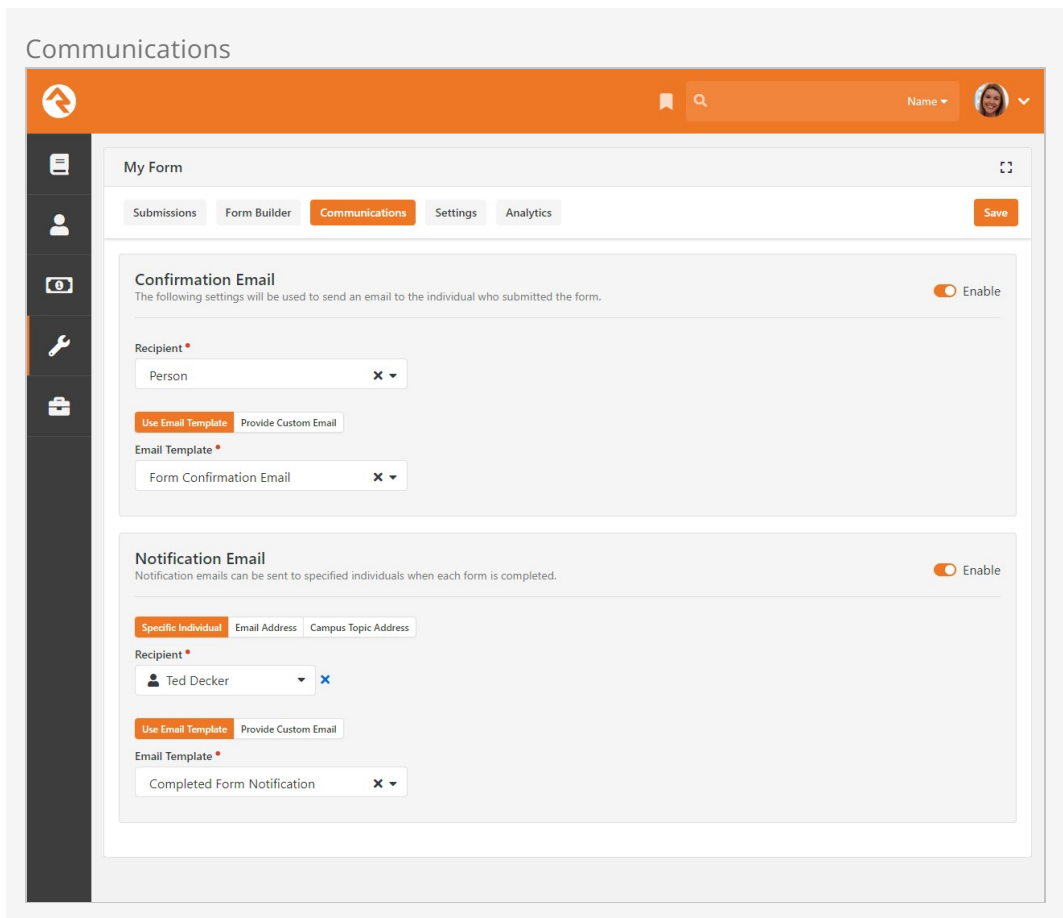 Communications
Name
My Form
Submissions Form Builder Communications Settings Analytics Save
Confirmation Email
The following settings will be used to send an email to the individual who submitted the form.
Enable
Recipient
Person
Use Email Template Provide Custom Email
Email Template
Form Confirmation Email
Notification Email
Notification emails can be sent to specified individuals when each form is completed.
Enable
Specific Individual Email Address Campus Topic Address
Recipient
Ted Decker
Use Email Template Provide Custom Email
Email Template
Completed Form Notification